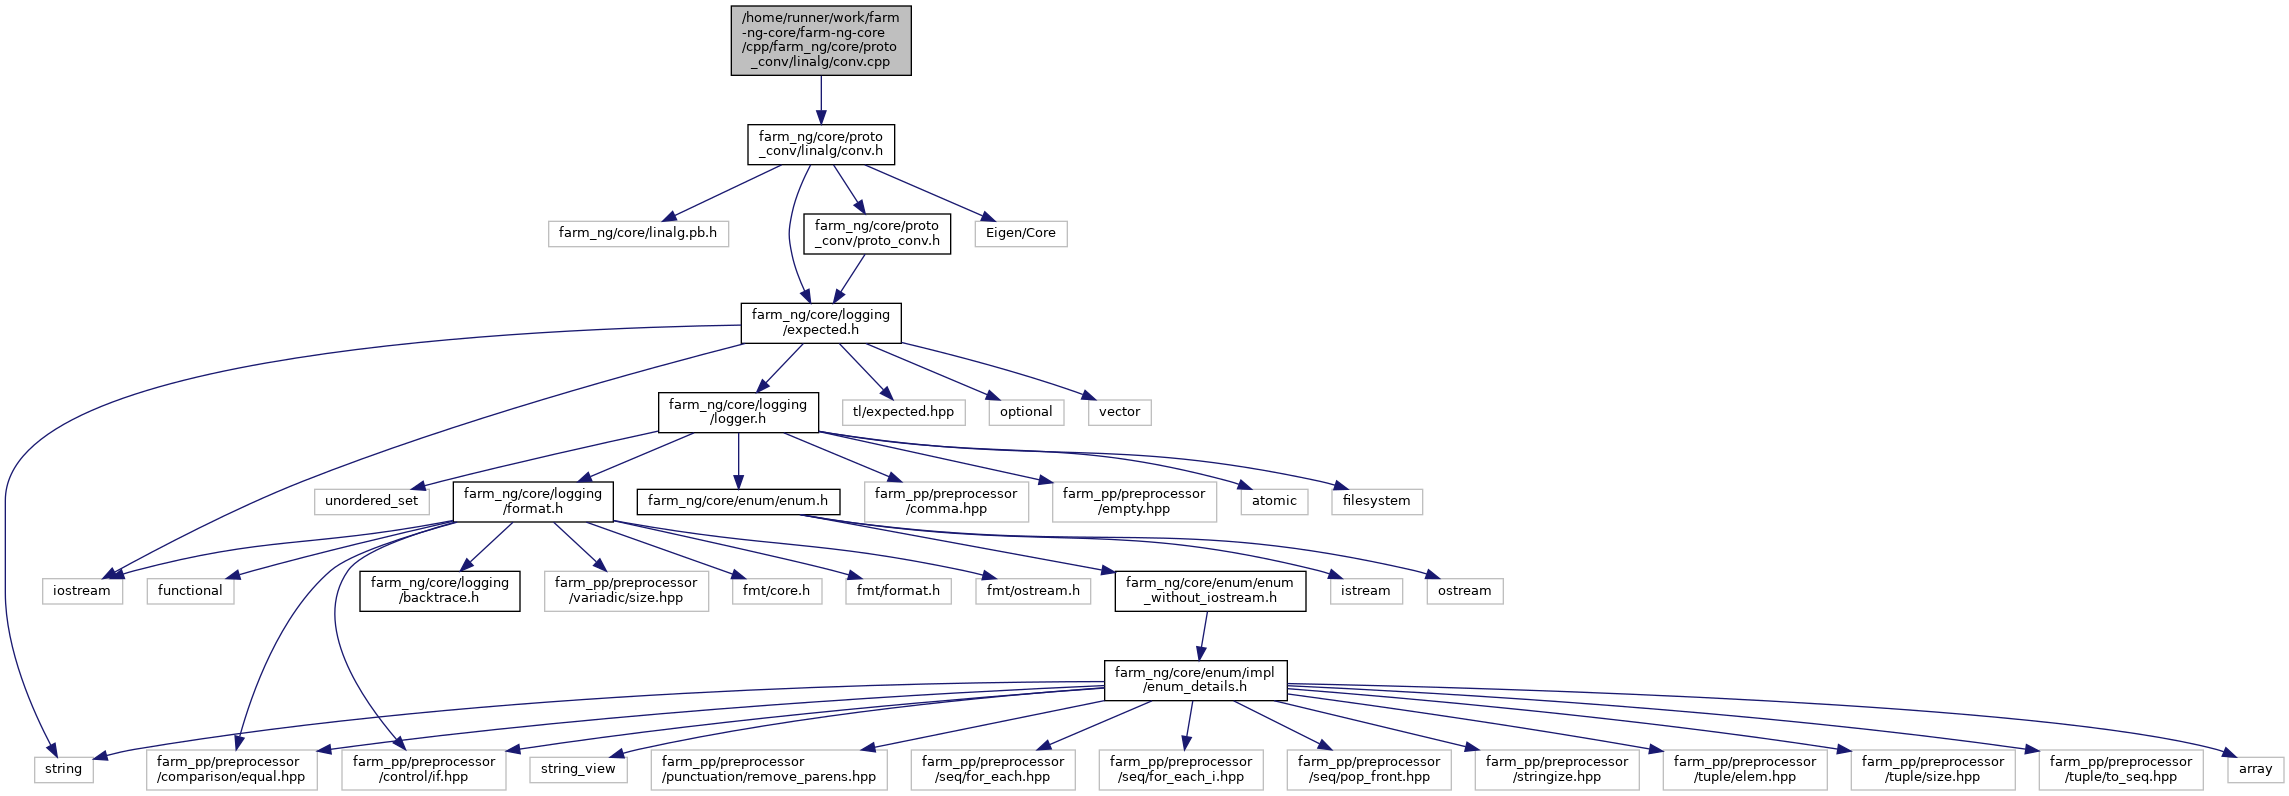 /home/runner/work/farm
-ng-core/farm-ng-core
/cpp/farm_ng/core/proto
_conv/linalg/conv.cpp
farm_ng/core/proto
_conv/linalg/conv.h
farm_ng/core/linalg.pb.h
farm_ng/core/proto
_conv/proto_conv.h
Eigen/Core
farm_ng/core/logging
/expected.h
farm_ng/core/logging
/logger.h
tl/expected.hpp
optional
vector
unordered_set
farm_ng/core/logging
/format.h
farm_ng/core/enum/enum.h
farm_pp/preprocessor
/comma.hpp
farm_pp/preprocessor
/empty.hpp
atomic
filesystem
iostream
functional
farm_ng/core/logging
/backtrace.h
farm_pp/preprocessor
/variadic/size.hpp
fmt/core.h
fmt/format.h
fmt/ostream.h
farm_ng/core/enum/enum
_without_iostream.h
istream
ostream
farm_ng/core/enum/impl
/enum_details.h
string
farm_pp/preprocessor
/comparison/equal.hpp
farm_pp/preprocessor
/control/if.hpp
string_view
farm_pp/preprocessor
/punctuation/remove_parens.hpp
farm_pp/preprocessor
/seq/for_each.hpp
farm_pp/preprocessor
/seq/for_each_i.hpp
farm_pp/preprocessor
/seq/pop_front.hpp
farm_pp/preprocessor
/stringize.hpp
farm_pp/preprocessor
/tuple/elem.hpp
farm_pp/preprocessor
/tuple/size.hpp
farm_pp/preprocessor
/tuple/to_seq.hpp
array